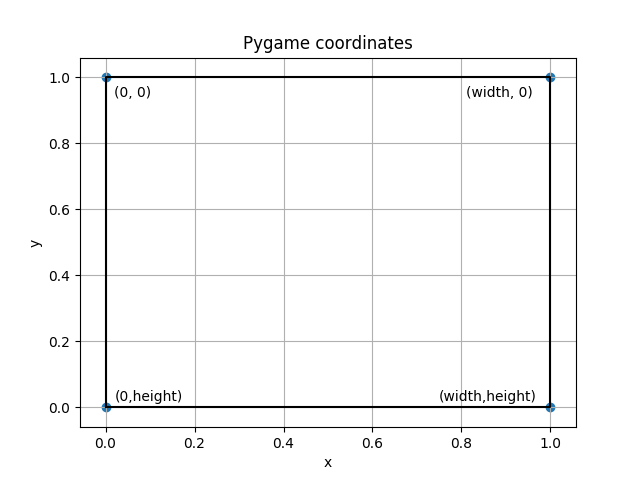 Pygame coordinates
1.0
(0, 0) (width, 0)
0.8
0.6
y
0.4
0.2
(0,height) (width,height)
0.0
0.0 0.2 0.4 0.6 0.8 1.0
x